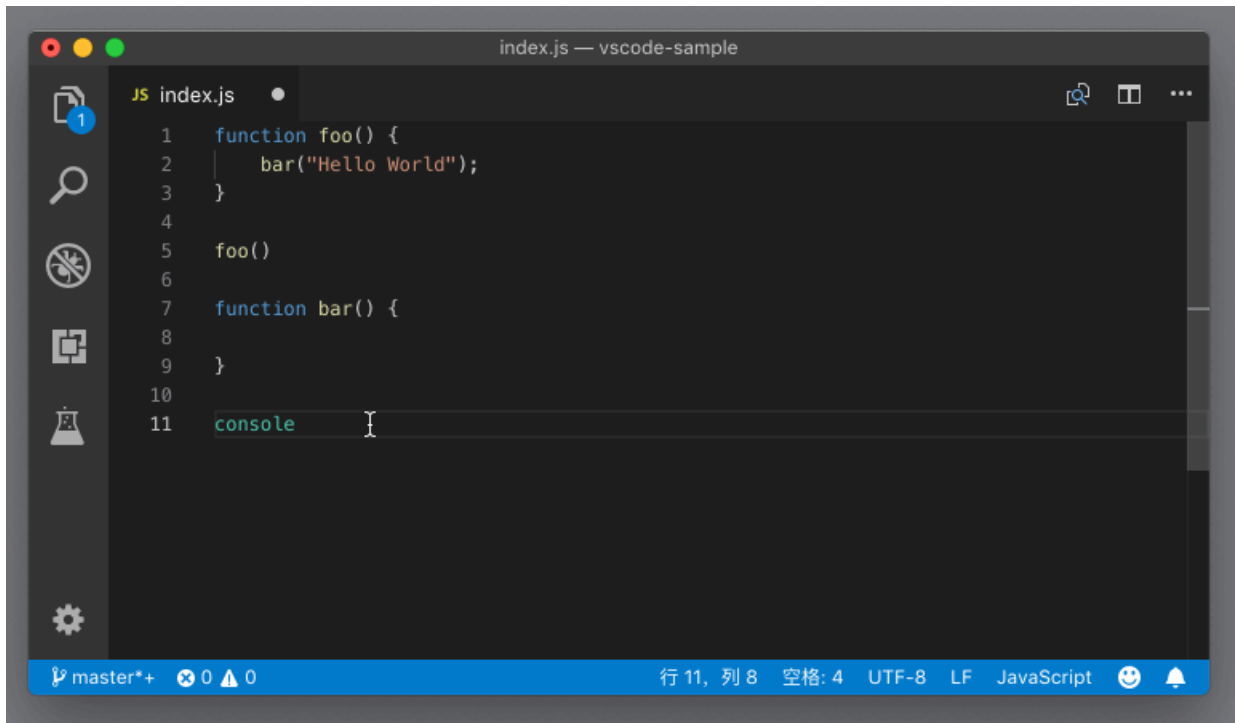 index.js — vscode-sample
JS index.js
1
1 function foo() {
2 bar("Hello World");
3 }
4
5 foo()
6
7 function bar() {
8
9 }
10
11 console
master*+ 0 0 行 11，列 8 空格: 4 UTF-8 LF JavaScript